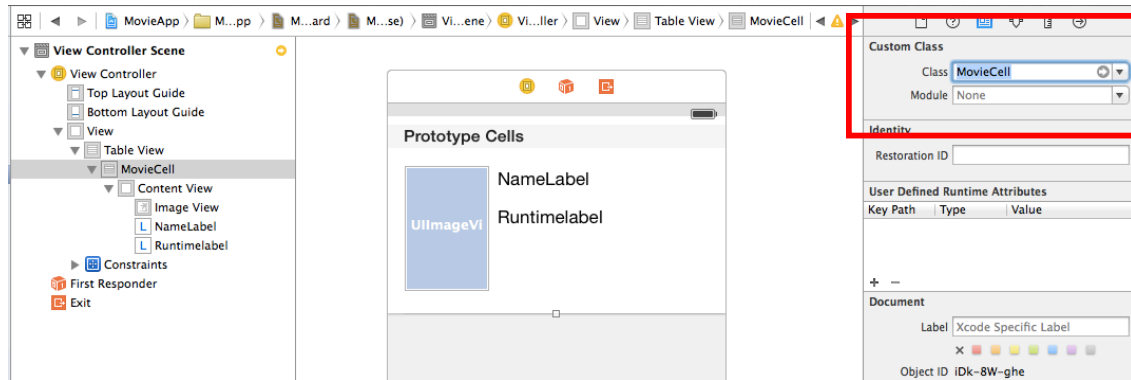 MovieApp M...pp M...ard M...se) Vi...ene Vi...ller View Table View MovieCell
View Controller Scene
View Controller
Top Layout Guide
Bottom Layout Guide
View
Table View
MovieCell
Content View
Image View
L NameLabel
L Runtimelabel
Constraints
First Responder
Exit
Prototype Cells
UIImageVi
NameLabel
Runtimelabel
Custom Class
Class MovieCell
Module None
Identity
Restoration ID
User Defined Runtime Attributes
Key Path Type Value
+ −
Document
Label Xcode Specific Label
Object ID iDk-8W-ghe